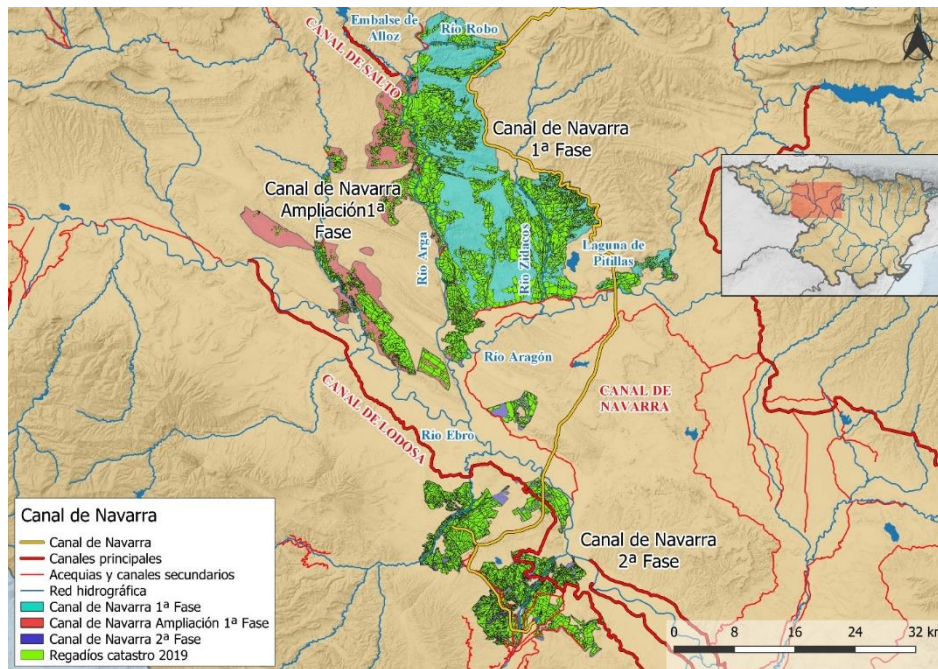 Embalse de
Alloz
Río Robo
CANAL DE SALTO
N
Canal de Navarra
1ª Fase
Canal de Navarra
Ampliación1ª
Fase
Río Arga
Río Zidacos
Laguna de
Pitillas
Río Aragón
CANAL DE
NAVARRA
CANAL DE LODOSA
Río Ebro
Canal de Navarra
2ª Fase
Canal de Navarra
Canal de Navarra
Canales principales
Acequias y canales secundarios
Red hidrográfica
Canal de Navarra 1ª Fase
Canal de Navarra Ampliación 1ª Fase
Canal de Navarra 2ª Fase
Regadíos catastro 2019
0 8 16 24 32 km